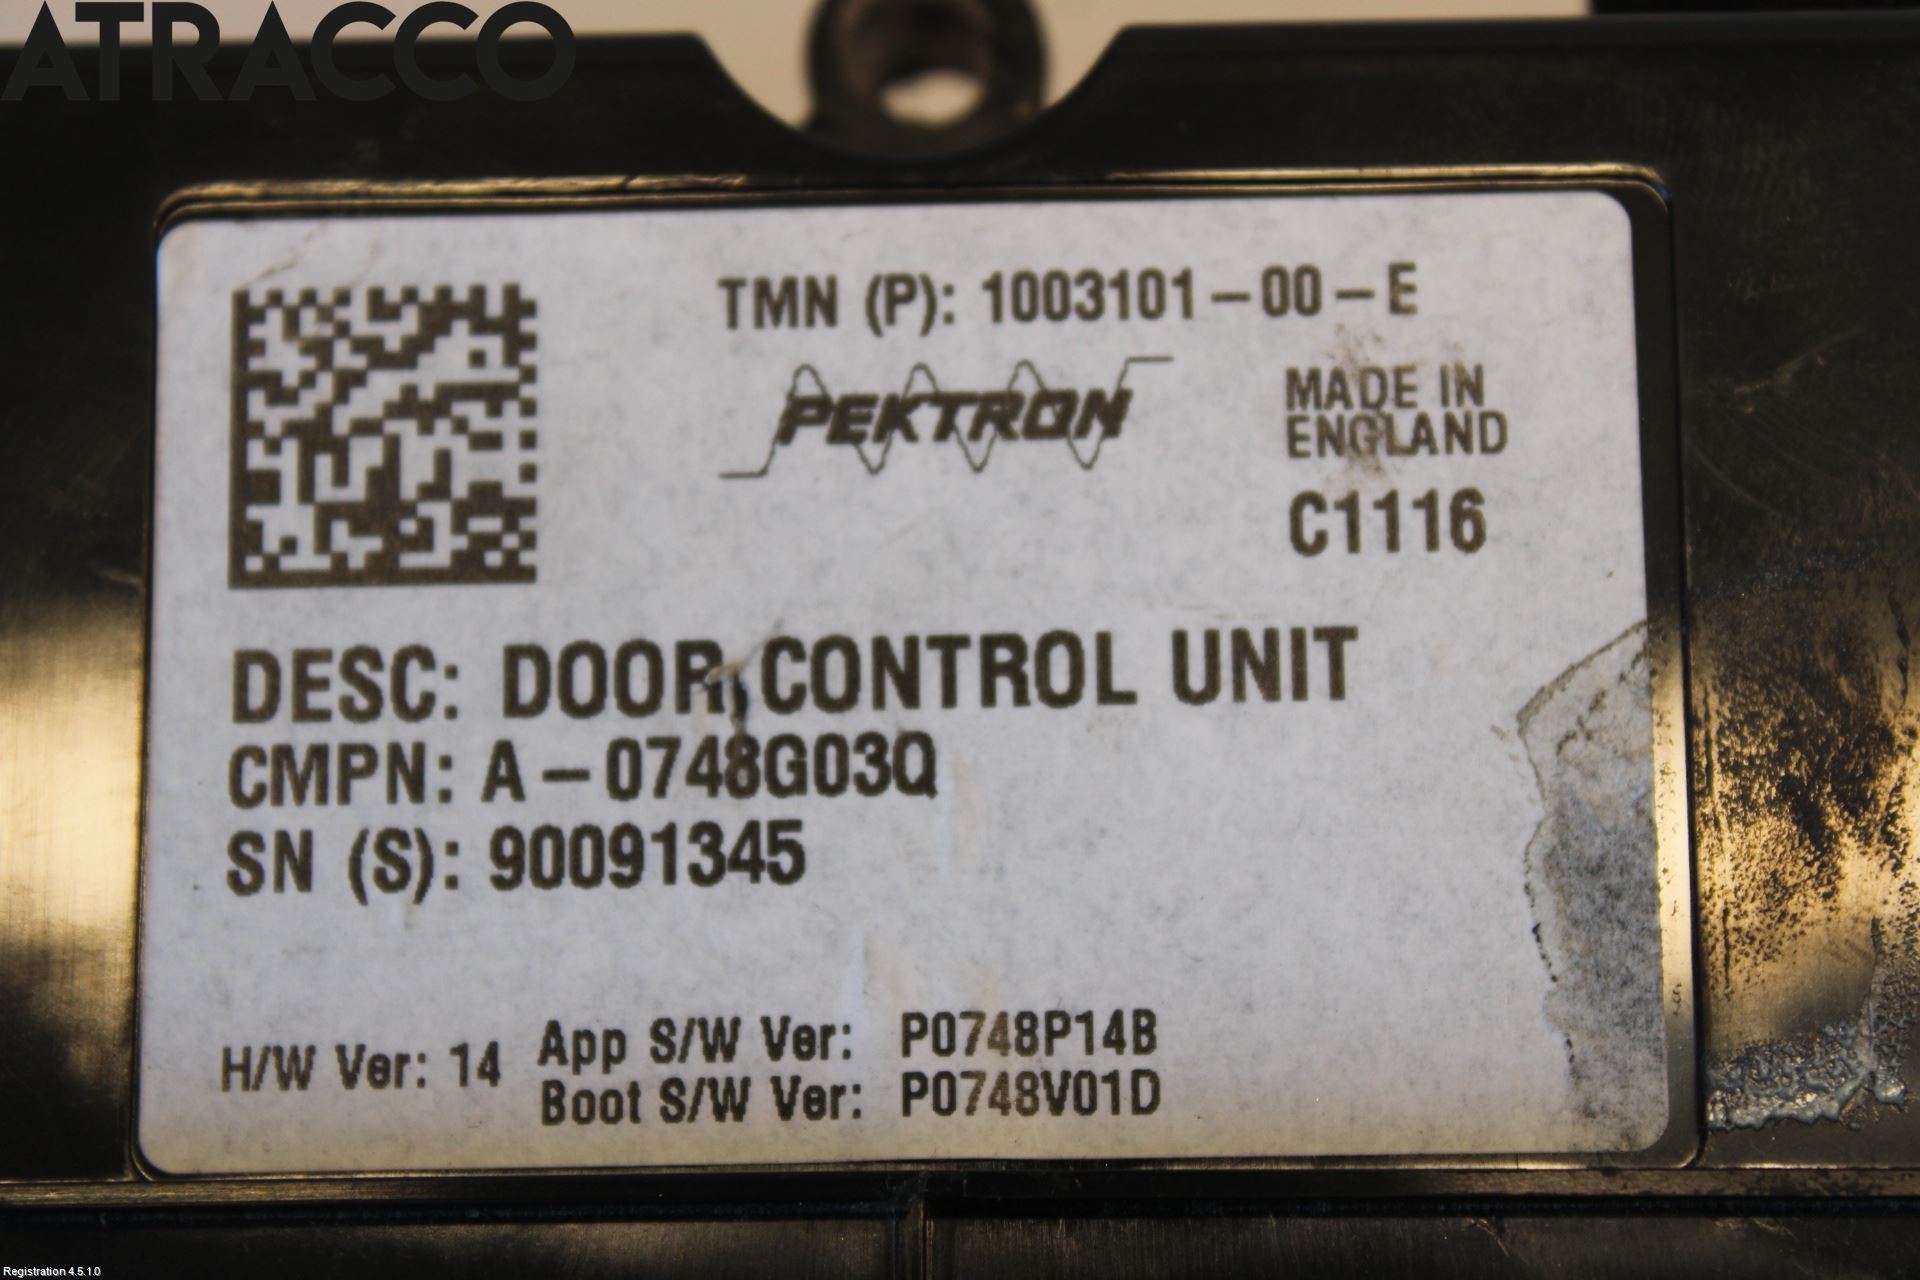 ATRACCO
TMN (P): 1003101-00-E
PEKTRON
MADE IN
ENGLAND
C1116
DESC: DOOR CONTROL UNIT
CMPN: A-0748G03Q
SN (S): 90091345
H/W Ver: 14
App S/W Ver: P0748P14B
Boot S/W Ver: P0748V01D
Registration 4.5.1.0